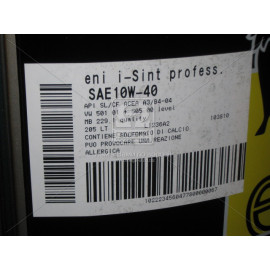 eni i-Sint profess.
SAE10W-40
API SL/CF ACEA A3/B4-04
VW 501 01 505 00 level
MB 229.1 quality
205 LT
CONTIENE SOLFONATO DI CALCIO
PUO PROVOCARE UNA REAZIONE
ALLERGICA